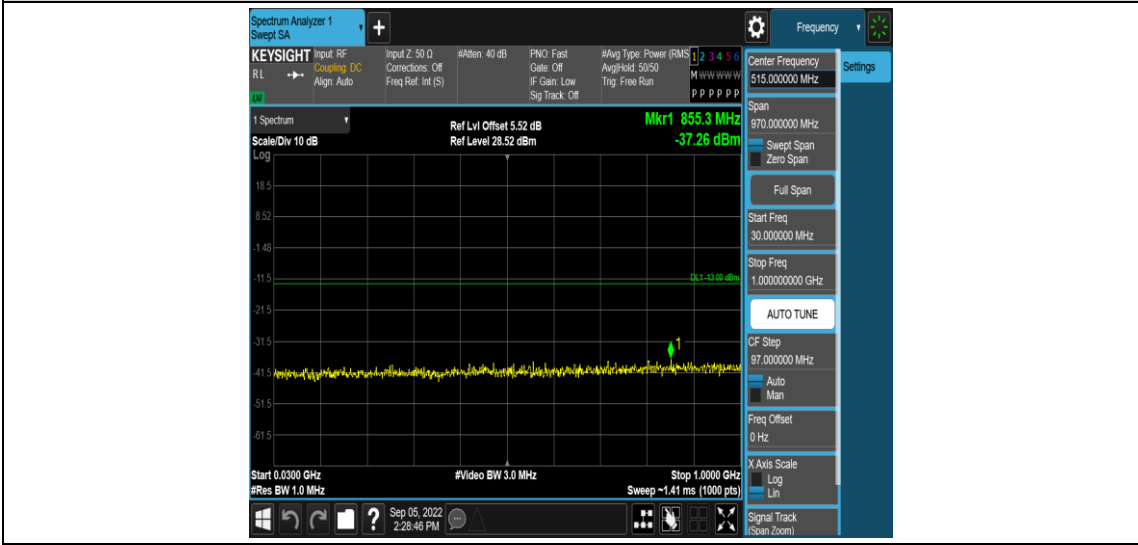 Spectrum Analyzer 1
Swept SA
+
Frequency
KEYSIGHT
Input: RF
Coupling: DC
Align: Auto
R L
LM
Input Z: 50 Ω
Corrections: Off
Freq Ref: Int (S)
#Atten: 40 dB
PNO: Fast
Gate: Off
IF Gain: Low
Sig Track: Off
#Avg Type: Power (RMS
Avg|Hold: 50/50
Trig: Free Run
1 2 3 4 5 6
M W W W W W
P P P P P P
1 Spectrum
Scale/Div 10 dB
Log
Ref Lvl Offset 5.52 dB
Ref Level 28.52 dBm
Mkr1 855.3 MHz
-37.26 dBm
18.5
8.52
-1.48
-11.5
DL1 -13.00 dBm
-21.5
-31.5
1
-41.5
-51.5
-61.5
Start 0.0300 GHz
#Res BW 1.0 MHz
#Video BW 3.0 MHz
Stop 1.0000 GHz
Sweep ~1.41 ms (1000 pts)
Center Frequency
515.000000 MHz
Settings
Span
970.000000 MHz
Swept Span
Zero Span
Full Span
Start Freq
30.000000 MHz
Stop Freq
1.000000000 GHz
AUTO TUNE
CF Step
97.000000 MHz
Auto
Man
Freq Offset
0 Hz
X Axis Scale
Log
Lin
Signal Track
(Span Zoom)
?
Sep 05, 2022
2:28:46 PM